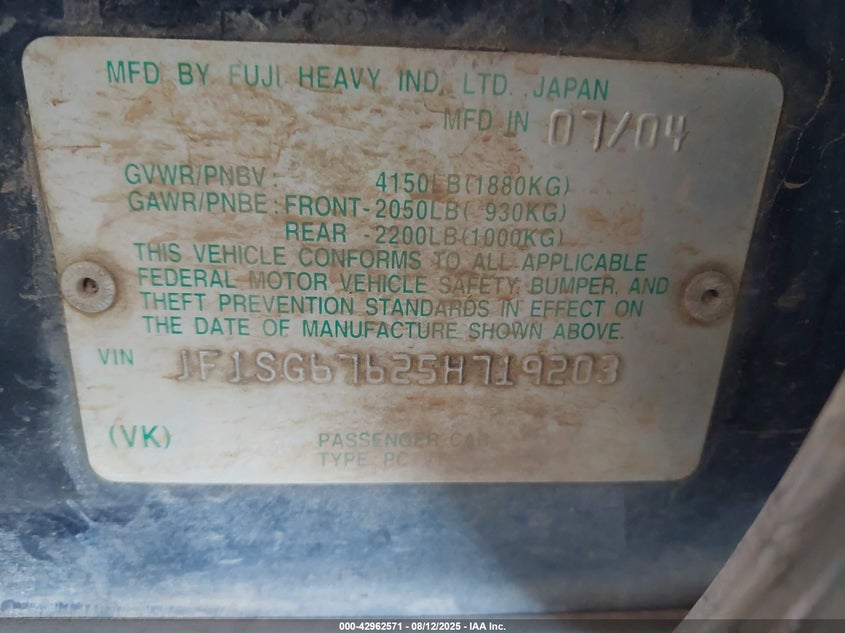 MFD BY FUJI HEAVY IND. LTD. JAPAN
MFD IN 07/04
GVWR/PNBV: 4150LB(1880KG)
GAWR/PNBE: FRONT-2050LB( 930KG)
REAR -2200LB(1000KG)
THIS VEHICLE CONFORMS TO ALL APPLICABLE
FEDERAL MOTOR VEHICLE SAFETY, BUMPER, AND
THEFT PREVENTION STANDARDS IN EFFECT ON
THE DATE OF MANUFACTURE SHOWN ABOVE.
VIN JF1SG67625H719203
(VK) PASSENGER CAR
TYPE PC
000-42962571 - 08/12/2025 - IAA Inc.